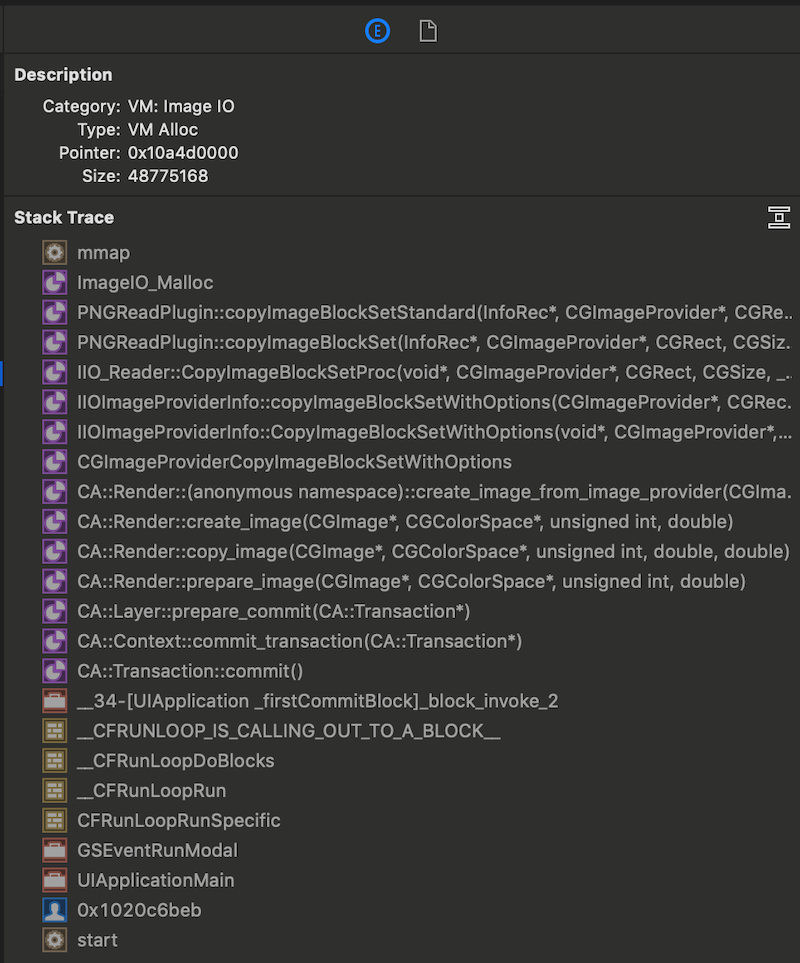 E
Description
Category: VM: Image IO
Type: VM Alloc
Pointer: 0x10a4d0000
Size: 48775168
Stack Trace
mmap
ImageIO_Malloc
PNGReadPlugin::copyImageBlockSetStandard(InfoRec*, CGImageProvider*, CGRe..
PNGReadPlugin::copyImageBlockSet(InfoRec*, CGImageProvider*, CGRect, CGSiz..
IIO_Reader::CopyImageBlockSetProc(void*, CGImageProvider*, CGRect, CGSize, _..
IIOImageProviderInfo::copyImageBlockSetWithOptions(CGImageProvider*, CGRec.
IIOImageProviderInfo::CopyImageBlockSetWithOptions(void*, CGImageProvider*,...
CGImageProviderCopyImageBlockSetWithOptions
CA::Render::(anonymous namespace)::create_image_from_image_provider(CGIma.
CA::Render::create_image(CGImage*, CGColorSpace*, unsigned int, double)
CA::Render::copy_image(CGImage*, CGColorSpace*, unsigned int, double, double)
CA::Render::prepare_image(CGImage*, CGColorSpace*, unsigned int, double)
CA::Layer::prepare_commit(CA::Transaction*)
CA::Context::commit_transaction(CA::Transaction*)
CA::Transaction::commit()
__34-[UIApplication _firstCommitBlock]_block_invoke_2
__CFRUNLOOP_IS_CALLING_OUT_TO_A_BLOCK__
__CFRunLoopDoBlocks
__CFRunLoopRun
CFRunLoopRunSpecific
GSEventRunModal
UIApplicationMain
0x1020c6beb
start